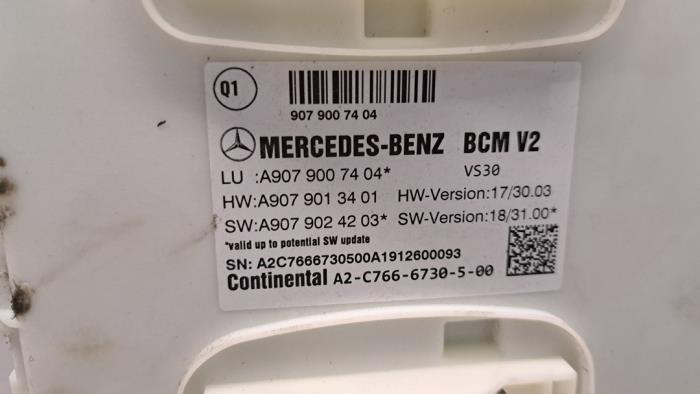 Q1
907 900 74 04
MERCEDES-BENZ BCM V2
LU :A907 900 74 04* VS30
HW:A907 901 34 01 HW-Version:17/30.03
SW:A907 902 42 03* SW-Version:18/31.00*
*valid up to potential SW update
SN: A2C7666730500A1912600093
Continental A2-C766-6730-5-00